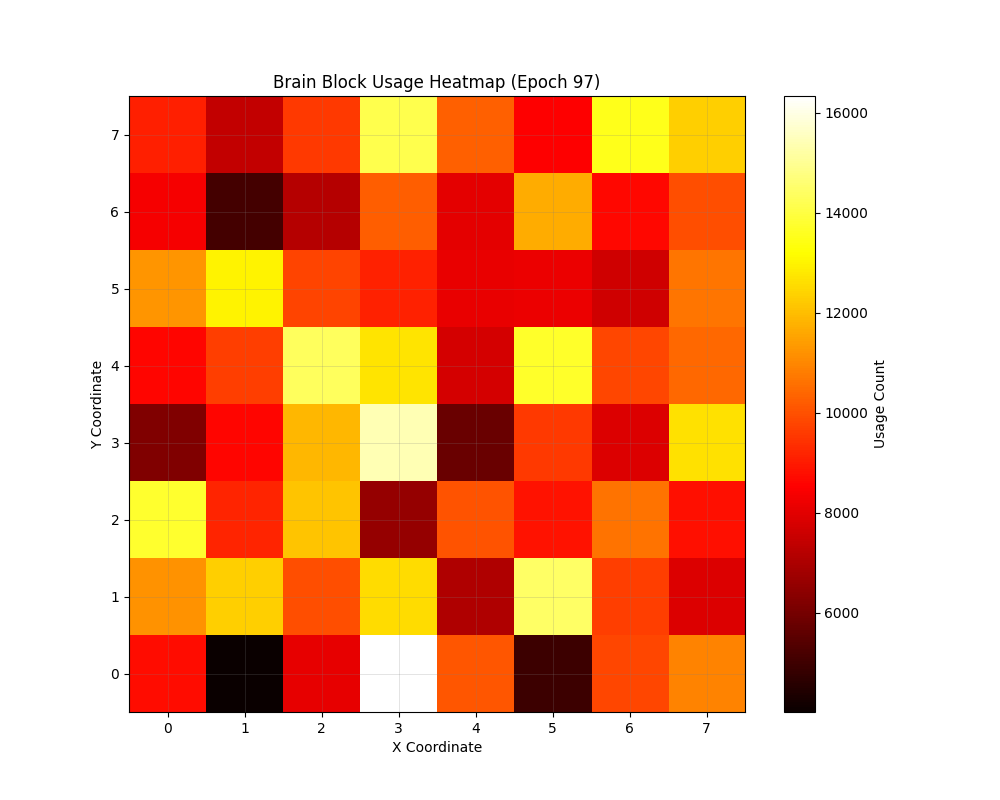 Brain Block Usage Heatmap (Epoch 97)
7
6
5
4
3
2
1
0
Y Coordinate
0 1 2 3 4 5 6 7
X Coordinate
16000
14000
12000
10000
8000
6000
Usage Count